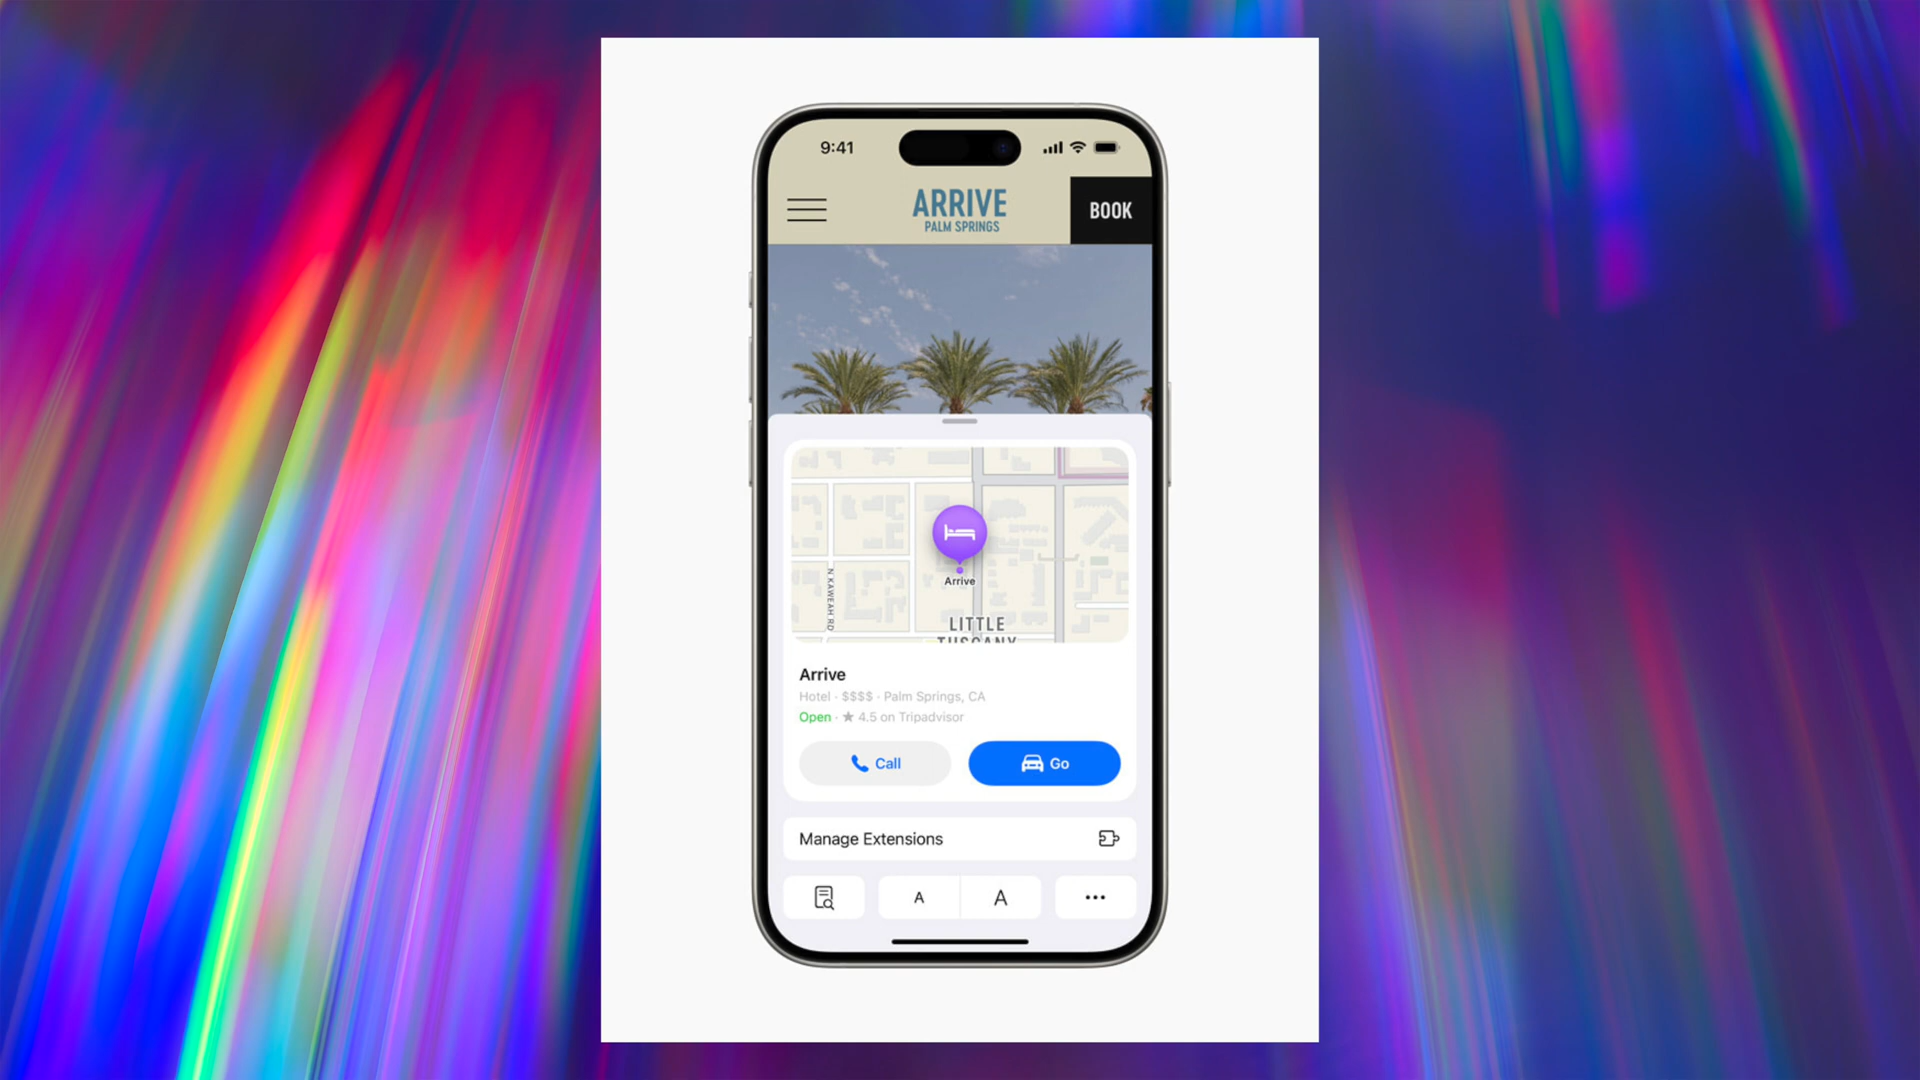 9:41
ARRIVE
PALM SPRINGS
BOOK
N KAWEAH RD
Arrive
LITTLE
TUSCANY
Arrive
Hotel · $$$$ · Palm Springs, CA
Open · ★ 4.5 on Tripadvisor
Call
Go
Manage Extensions
A
A